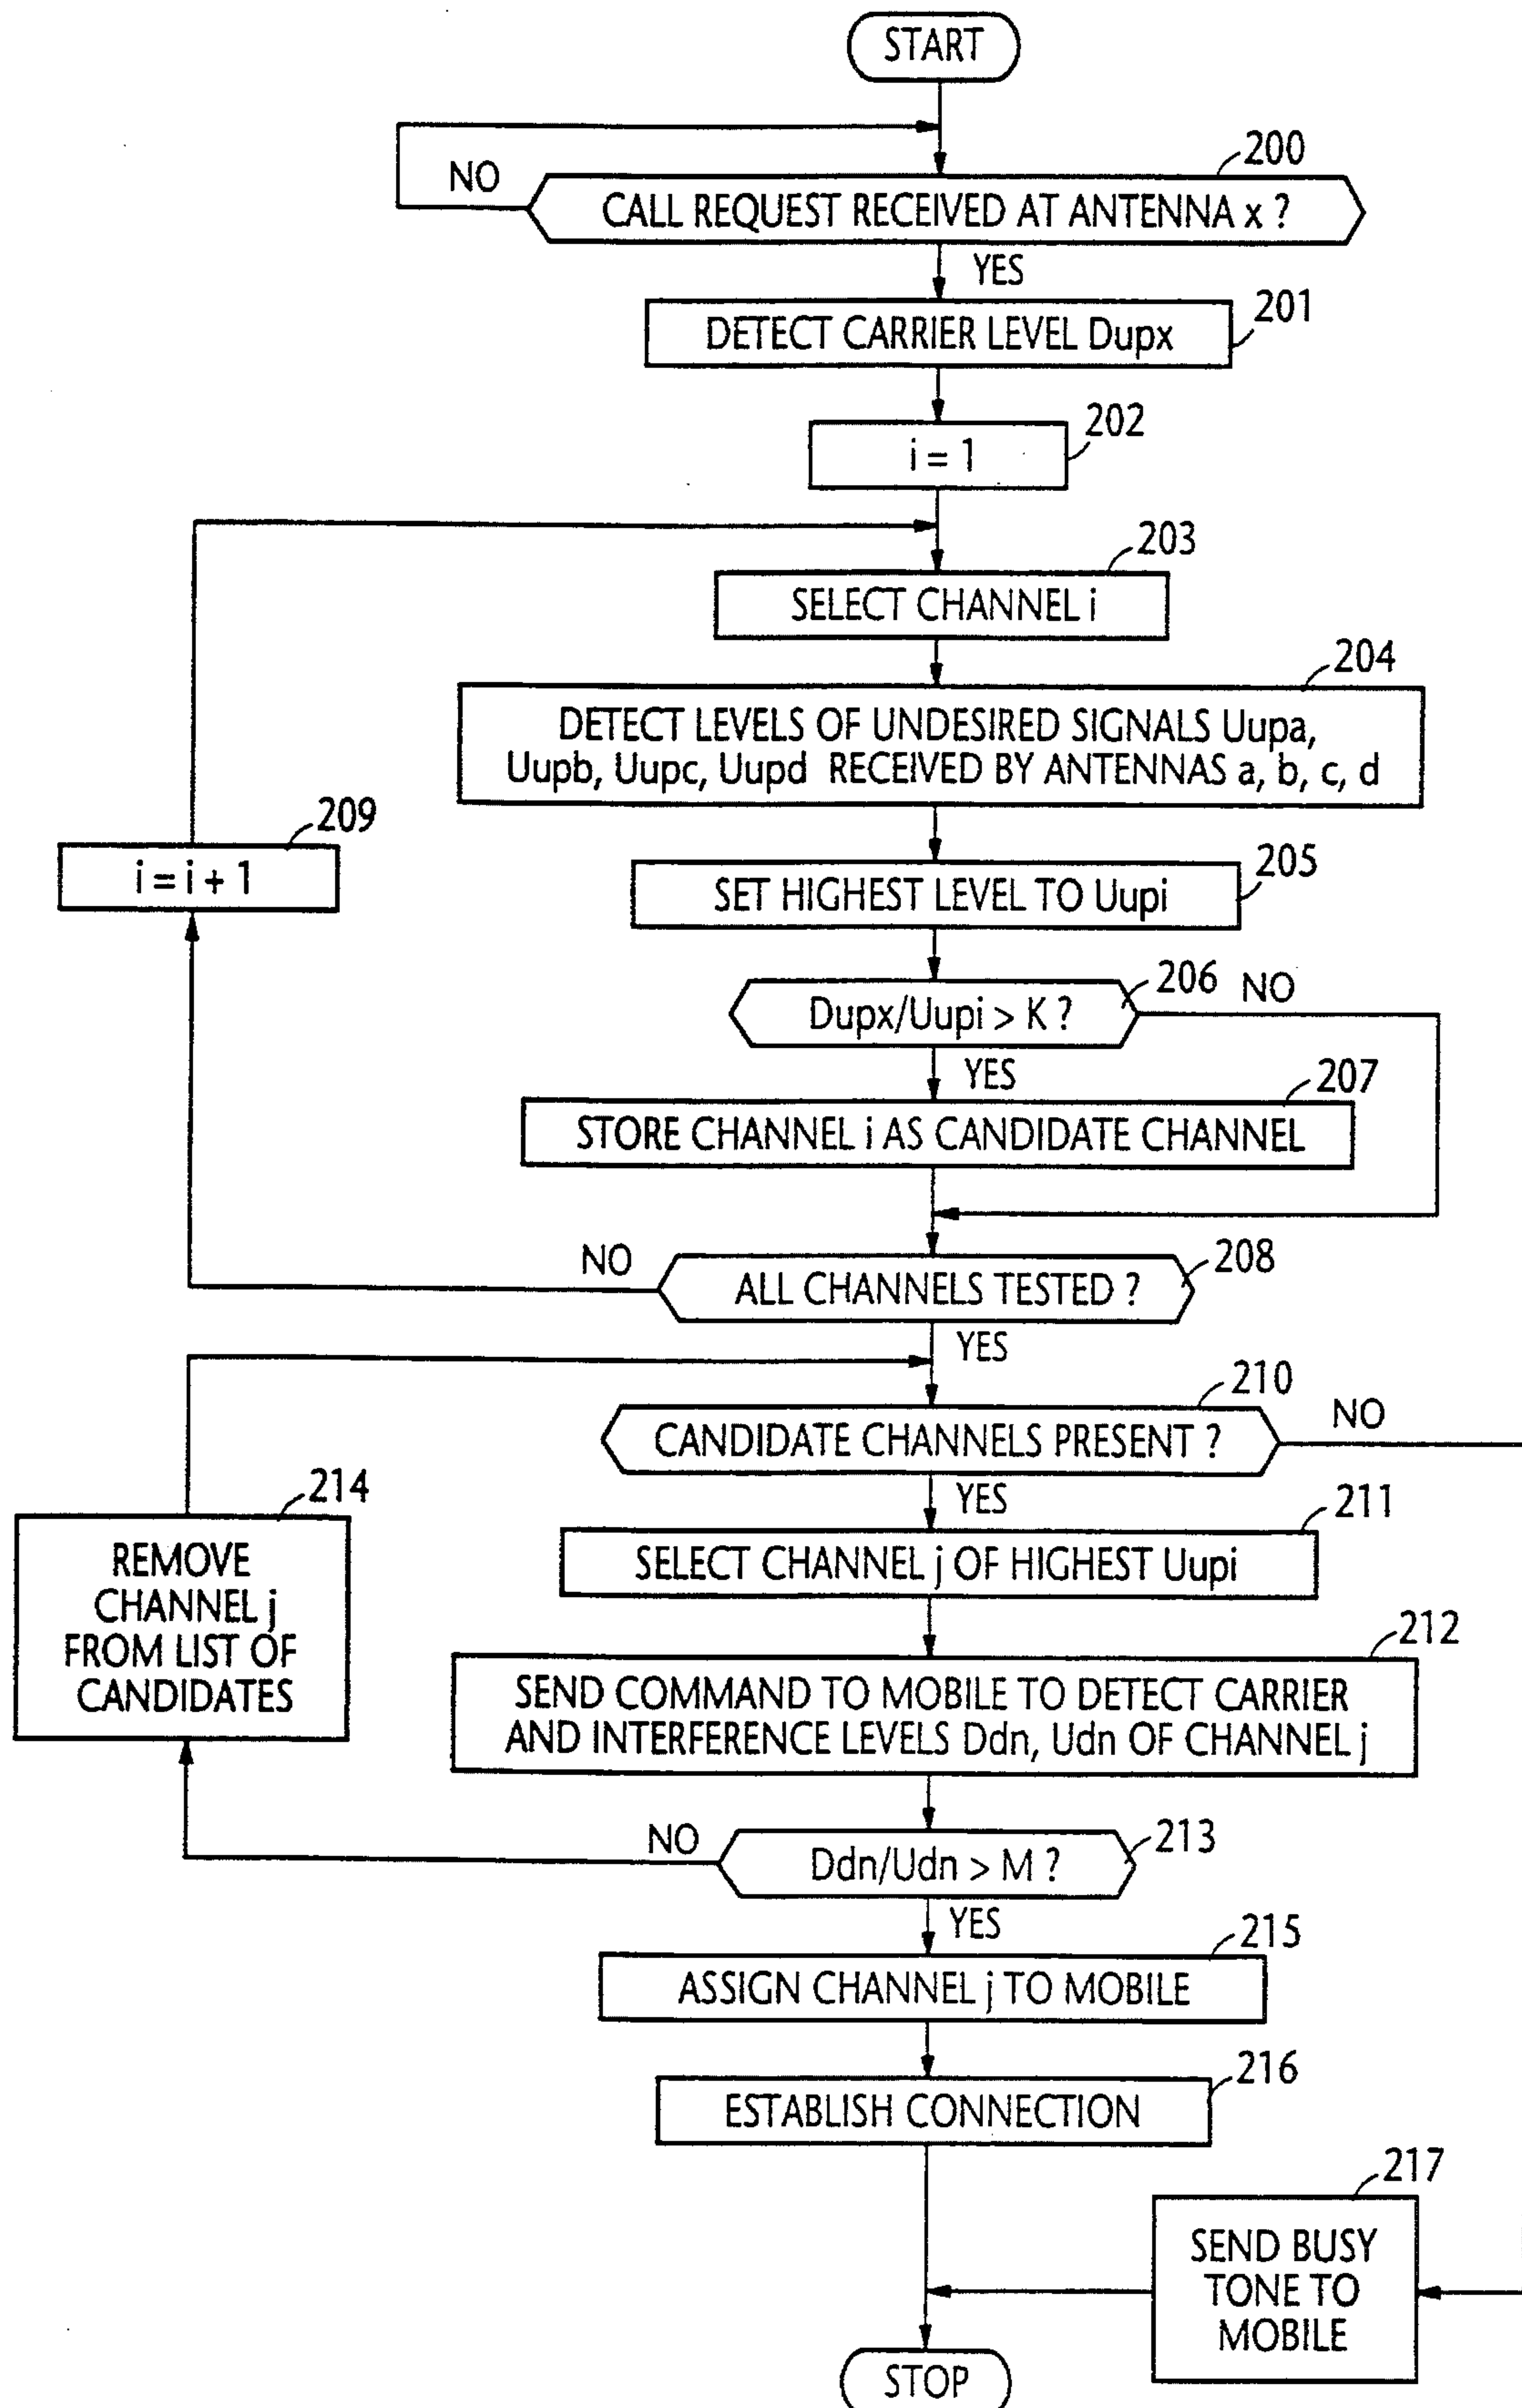 START
200
NO
CALL REQUEST RECEIVED AT ANTENNA x ?
YES
201
DETECT CARRIER LEVEL Dupx
202
i = 1
203
SELECT CHANNEL i
204
DETECT LEVELS OF UNDESIRED SIGNALS Uupa,
Uupb, Uupc, Uupd RECEIVED BY ANTENNAS a, b, c, d
209
i = i + 1
205
SET HIGHEST LEVEL TO Uupi
206
NO
Dupx/Uupi > K ?
YES
207
STORE CHANNEL i AS CANDIDATE CHANNEL
NO
208
ALL CHANNELS TESTED ?
YES
210
NO
CANDIDATE CHANNELS PRESENT ?
YES
214
REMOVE
CHANNEL j
FROM LIST OF
CANDIDATES
211
SELECT CHANNEL j OF HIGHEST Uupi
212
SEND COMMAND TO MOBILE TO DETECT CARRIER
AND INTERFERENCE LEVELS Ddn, Udn OF CHANNEL j
NO
213
Ddn/Udn > M ?
YES
215
ASSIGN CHANNEL j TO MOBILE
216
ESTABLISH CONNECTION
217
SEND BUSY
TONE TO
MOBILE
STOP